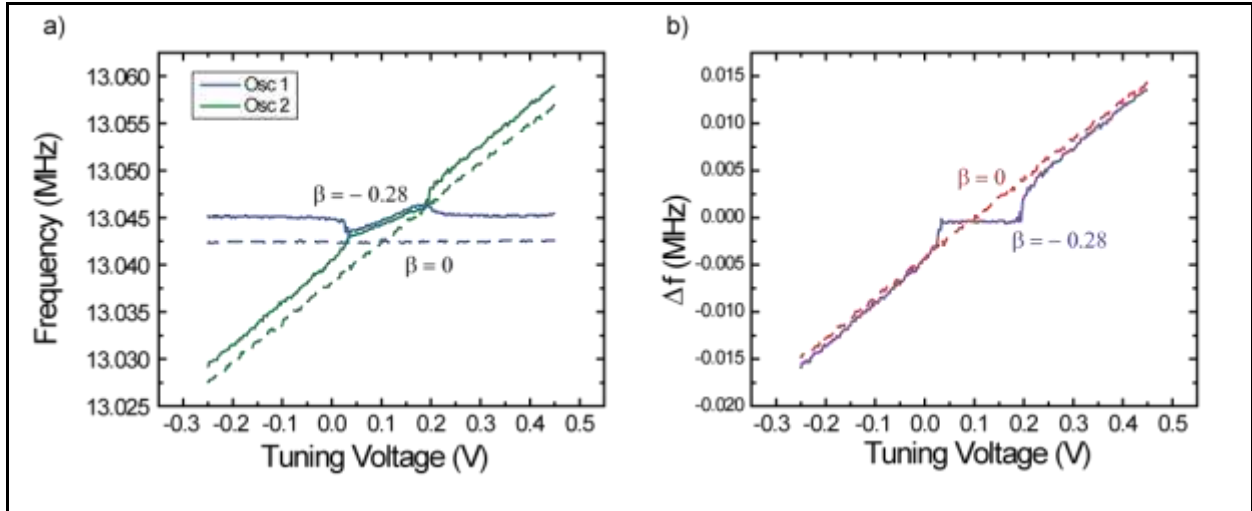 a)
Frequency (MHz)
13.060
13.055
13.050
13.045
13.040
13.035
13.030
13.025
Osc 1
Osc 2
β = - 0.28
β = 0
-0.3 -0.2 -0.1 0.0 0.1 0.2 0.3 0.4 0.5
Tuning Voltage (V)
b)
Δf (MHz)
0.015
0.010
0.005
0.000
-0.005
-0.010
-0.015
-0.020
β = 0
β = - 0.28
-0.3 -0.2 -0.1 0.0 0.1 0.2 0.3 0.4 0.5
Tuning Voltage (V)